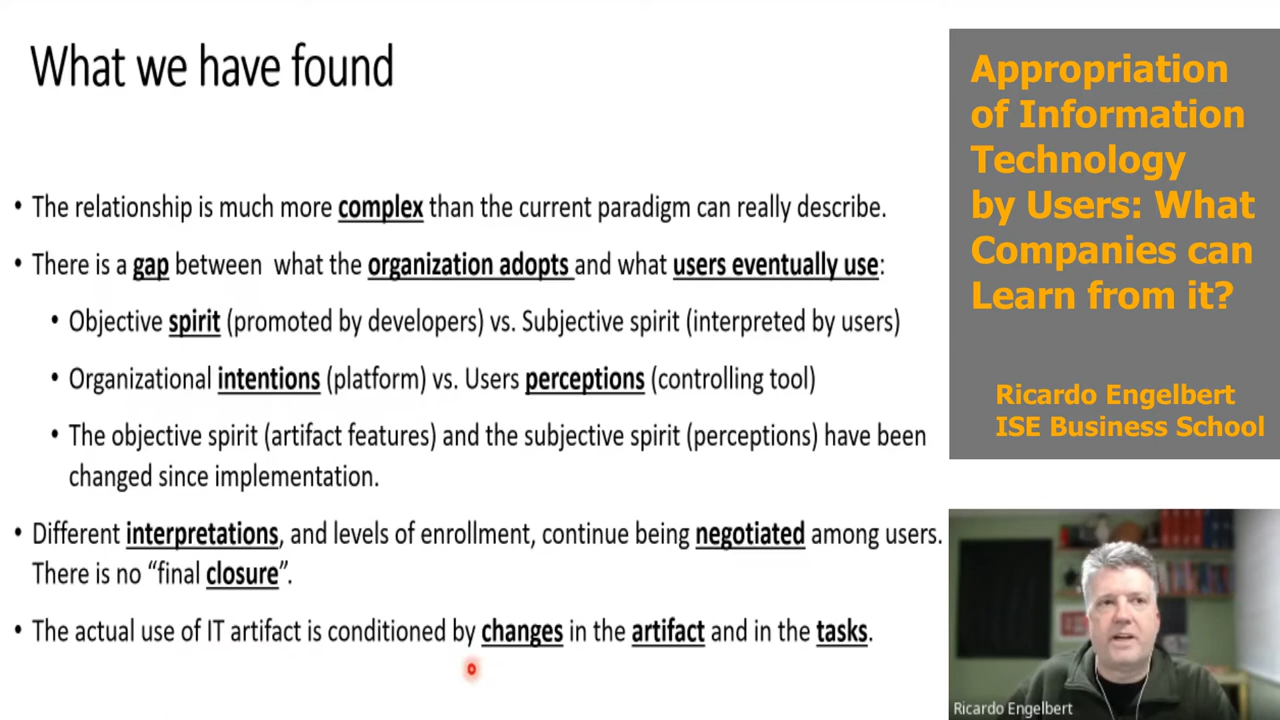 What we have found
• The relationship is much more complex than the current paradigm can really describe.
• There is a gap between what the organization adopts and what users eventually use:
• Objective spirit (promoted by developers) vs. Subjective spirit (interpreted by users)
• Organizational intentions (platform) vs. Users perceptions (controlling tool)
• The objective spirit (artifact features) and the subjective spirit (perceptions) have been
changed since implementation.
• Different interpretations, and levels of enrollment, continue being negotiated among users.
There is no “final closure”.
• The actual use of IT artifact is conditioned by changes in the artifact and in the tasks.
Appropriation
of Information
Technology
by Users: What
Companies can
Learn from it?
Ricardo Engelbert
ISE Business School
Ricardo Engelbert